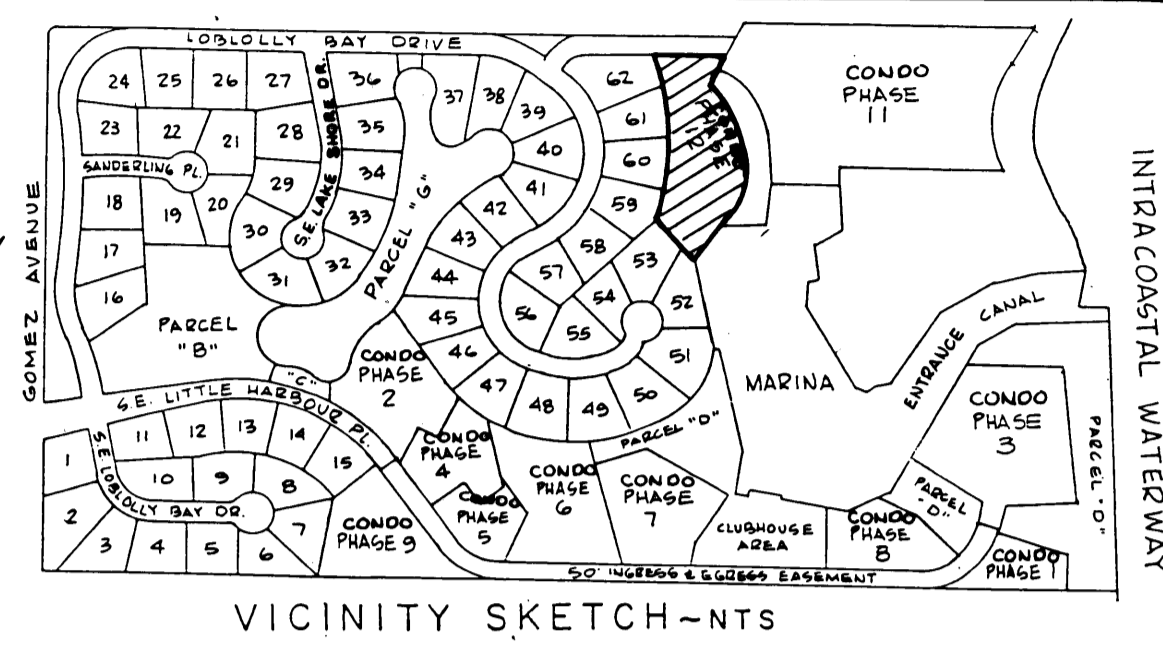 LOBLOLLY BAY DRIVE
24 25 26 27
S.E. LAKE SHORE DR.
36
37
38
39
62
CONDO
PHASE
11
23 22 21 28 35
40
61
CONDO
PHASE
12
SANDERLING PL.
34
60
29
41
18
19
20
33
42
59
30
PARCEL "G"
43
58
17
31
32
44
57
53
16
56
54
52
PARCEL
"B"
45
55
GOMEZ AVENUE
INTRACOASTAL WATERWAY
ENTRANCE CANAL
MARINA
"C"
CONDO
PHASE
2
46
51
47
48
49
50
PARCEL "D"
S.E. LITTLE HARBOUR PL.
CONDO
PHASE
3
PARCEL "D"
11
12
13
14
15
1
S.E. LOBLOLLY BAY DR.
10
9
8
2
3
4
5
6
7
CONDO
PHASE 9
CONDO
PHASE
4
CONDO
PHASE
5
CONDO
PHASE
6
CONDO
PHASE
7
CLUBHOUSE
AREA
CONDO
PHASE
8
PARCEL
"D"
CONDO
PHASE 1
50' INGRESS & EGRESS EASEMENT
VICINITY SKETCH~NTS